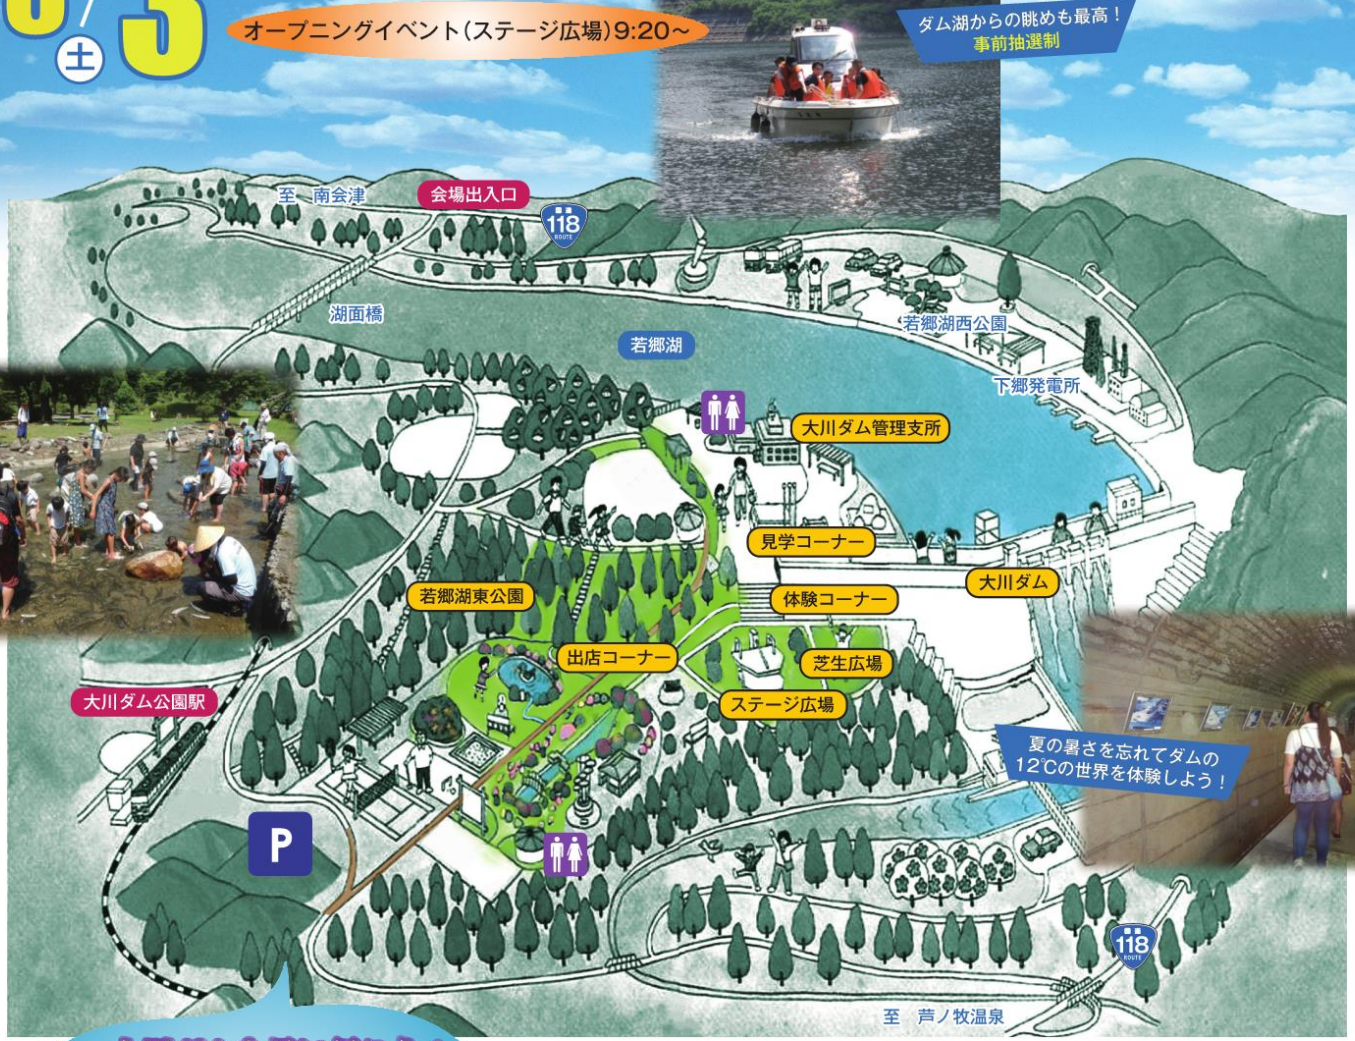 3
土
オープニングイベント(ステージ広場)9:20～
ダム湖からの眺めも最高！
事前抽選制
至 南会津
会場出入口
国道
118
ROUTE
湖面橋
若郷湖
若郷湖西公園
下郷発電所
大川ダム管理支所
見学コーナー
大川ダム
若郷湖東公園
体験コーナー
出店コーナー
芝生広場
大川ダム公園駅
ステージ広場
夏の暑さを忘れてダムの
12℃の世界を体験しよう！
P
国道
118
ROUTE
至 芦ノ牧温泉